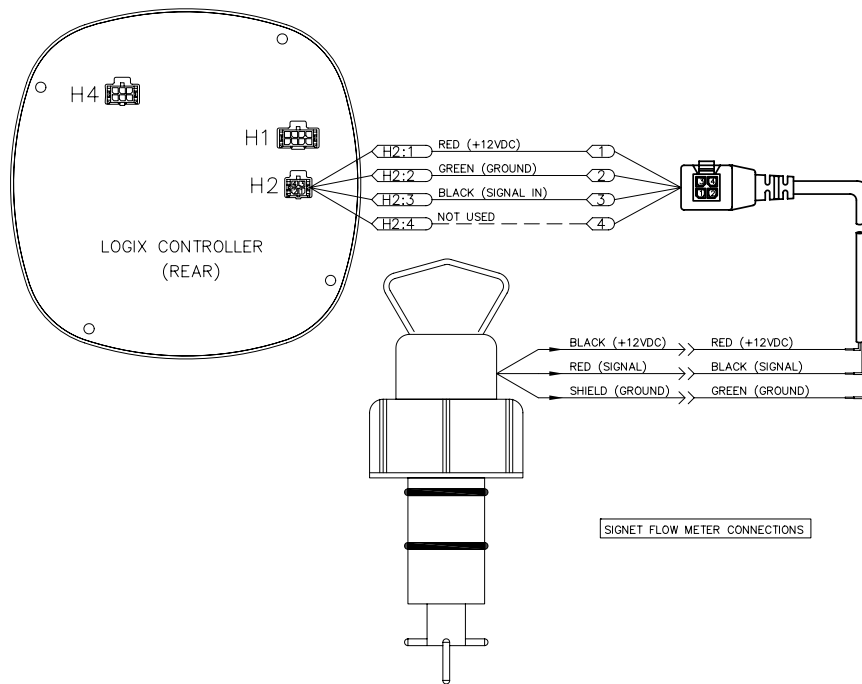 H4
H1
H2
LOGIX CONTROLLER
(REAR)
H2:1 RED (+12VDC) 1
H2:2 GREEN (GROUND) 2
H2:3 BLACK (SIGNAL IN) 3
H2:4 NOT USED 4
BLACK (+12VDC) RED (+12VDC)
RED (SIGNAL) BLACK (SIGNAL)
SHIELD (GROUND) GREEN (GROUND)
SIGNET FLOW METER CONNECTIONS